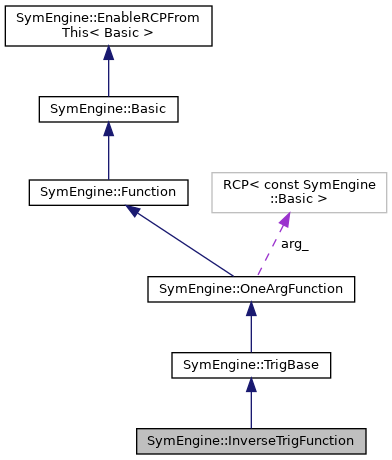 SymEngine::EnableRCPFrom
This< Basic >
SymEngine::Basic
SymEngine::Function
RCP< const SymEngine
::Basic >
arg_
SymEngine::OneArgFunction
SymEngine::TrigBase
SymEngine::InverseTrigFunction